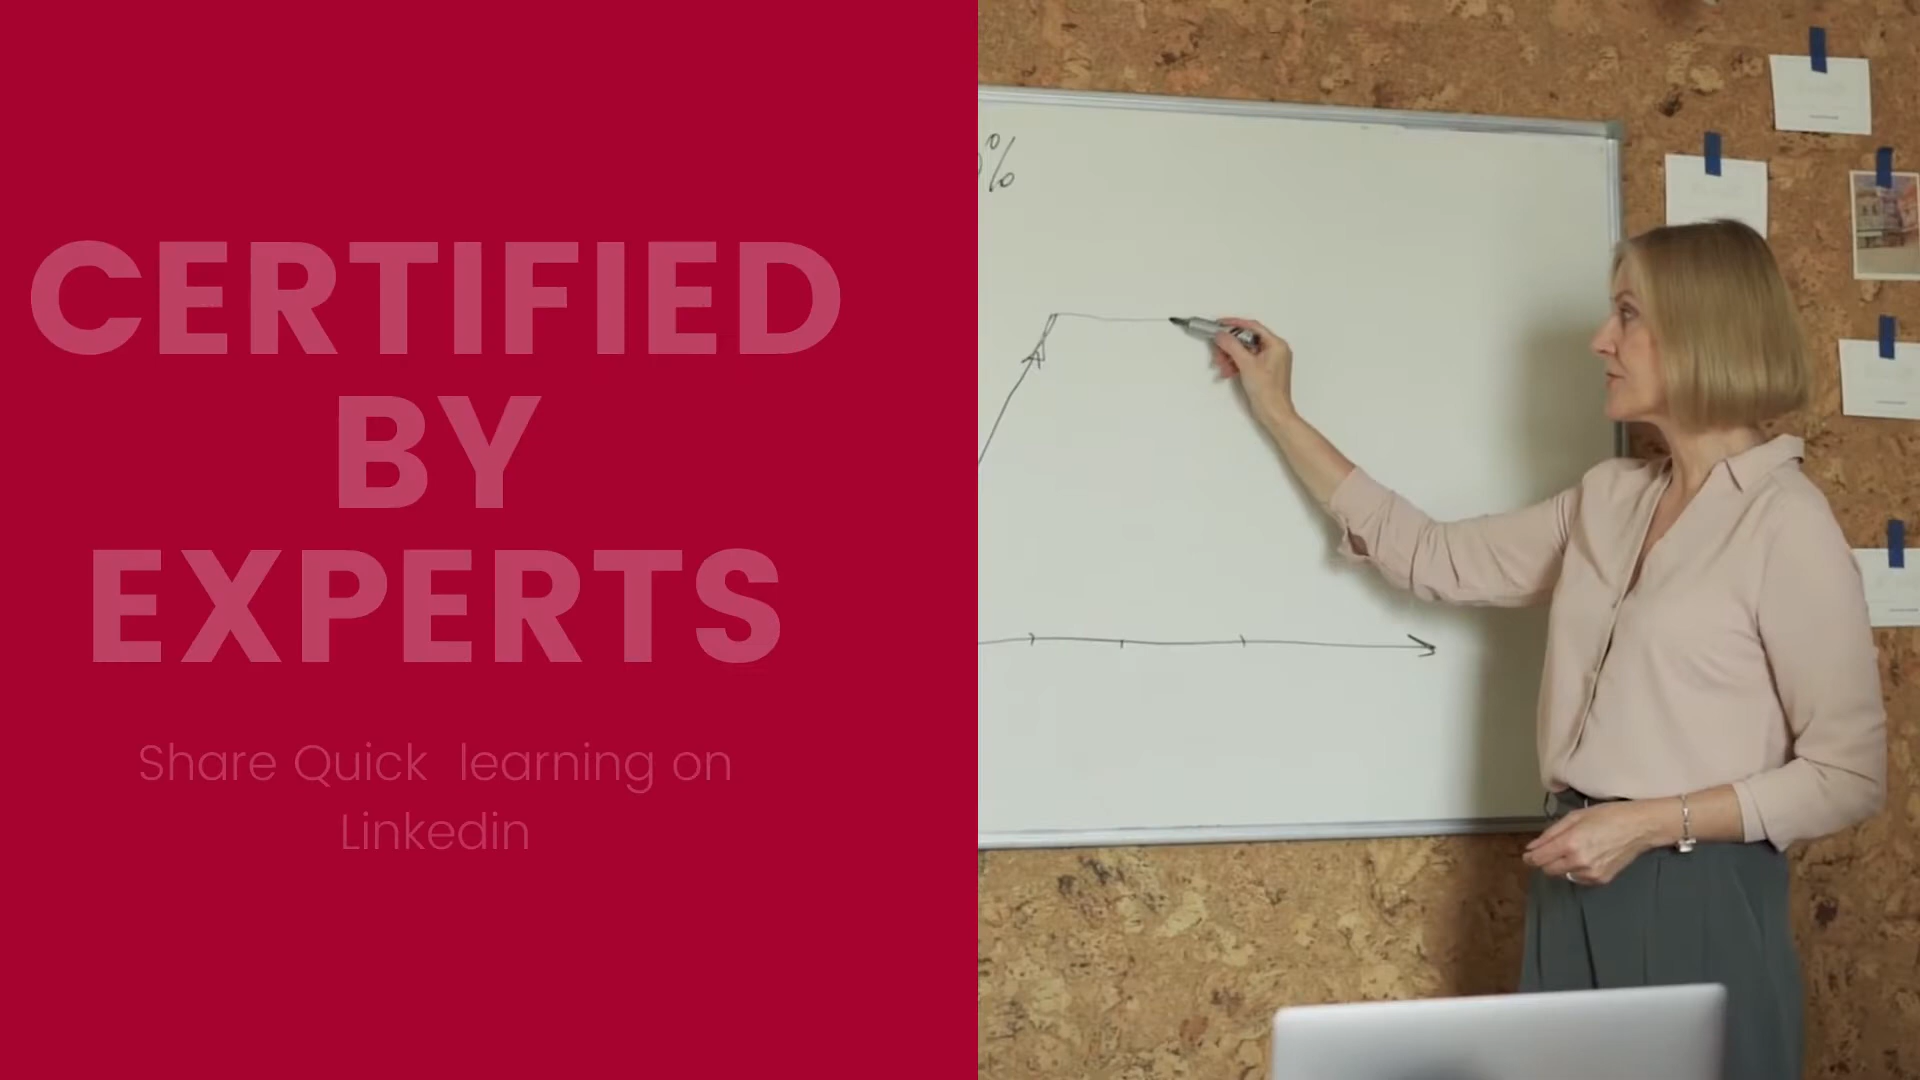 CERTIFIED
BY
EXPERTS
Share Quick learning on
Linkedin
%